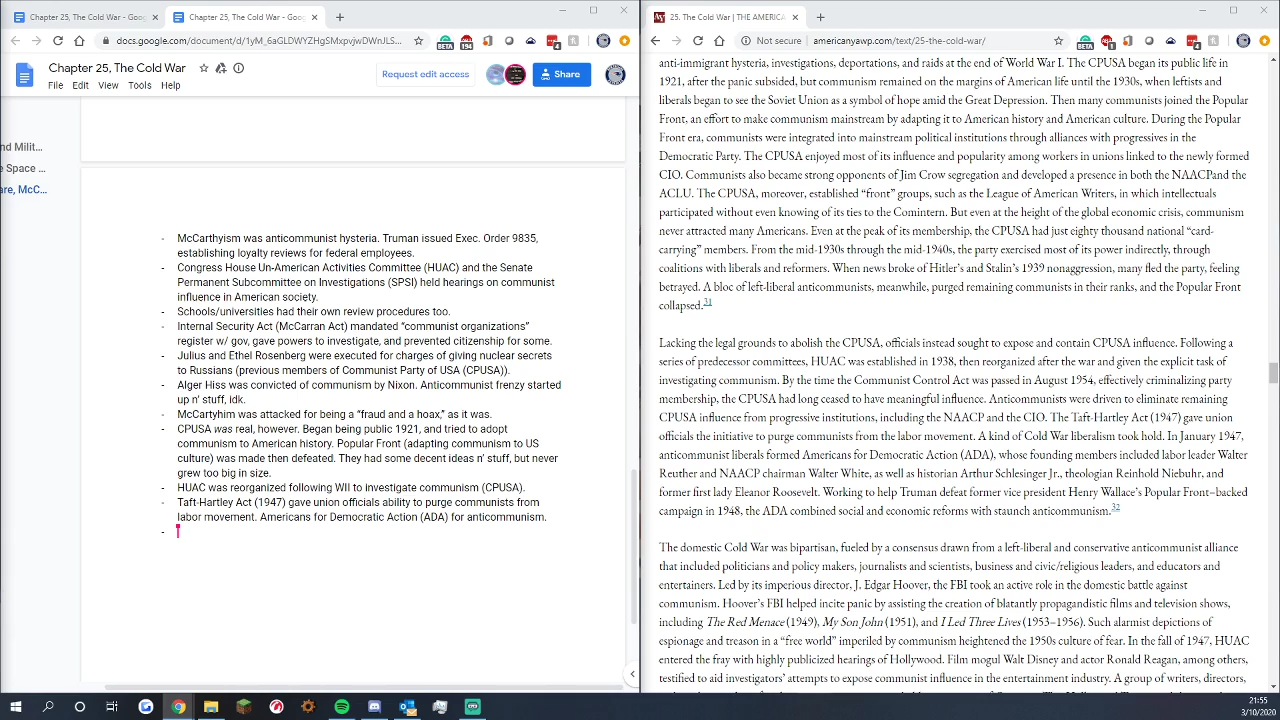 Chapter 25, The Cold War - Goo
Chapter 25, The Cold War - Goo
docs.google.com/document/d/1yM_6aGLDWYZHgSMxpvjwDWnJLS...
154
4
Chapter 25, The Cold War
File Edit View Tools Help
Request edit access
Share
nd Milit...
e Space ...
are, McC...
- McCarthyism was anticommunist hysteria. Truman issued Exec. Order 9835,
establishing loyalty reviews for federal employees.
- Congress House Un-American Activities Committee (HUAC) and the Senate
Permanent Subcommittee on Investigations (SPSI) held hearings on communist
influence in American society.
- Schools/universities had their own review procedures too.
- Internal Security Act (McCarran Act) mandated “communist organizations”
register w/ gov, gave powers to investigate, and prevented citizenship for some.
- Julius and Ethel Rosenberg were executed for charges of giving nuclear secrets
to Russians (previous members of Communist Party of USA (CPUSA)).
- Alger Hiss was convicted of communism by Nixon. Anticommunist frenzy started
up n’ stuff, idk.
- McCartyhim was attacked for being a “fraud and a hoax,” as it was.
- CPUSA was real, however. Began being public 1921, and tried to adopt
communism to American history. Popular Front (adapting communism to US
culture) was made then defeated. They had some decent ideas n’ stuff, but never
grew too big in size.
- HUAC was reorganized following WII to investigate communism (CPUSA).
- Taft-Hartley Act (1947) gave union officials ability to purge communists from
labor movement. Americans for Democratic Action (ADA) for anticommunism.
-
25. The Cold War | THE AMERICA
Not secure americanyawp.com/text/25-the-cold-war/
1
4
anti-immigrant hysteria, investigations, deportations, and raids at the end of World War I. The CPUSA began its public life in
1921, after the panic subsided, but communism remained on the margins of American life until the 1930s, when leftists and
liberals began to see the Soviet Union as a symbol of hope amid the Great Depression. Then many communists joined the Popular
Front, an effort to make communism mainstream by adapting it to American history and American culture. During the Popular
Front era, communists were integrated into mainstream political institutions through alliances with progressives in the
Democratic Party. The CPUSA enjoyed most of its influence and popularity among workers in unions linked to the newly formed
CIO. Communists also became strong opponents of Jim Crow segregation and developed a presence in both the NAACPand the
ACLU. The CPUSA, moreover, established “front” groups, such as the League of American Writers, in which intellectuals
participated without even knowing of its ties to the Comintern. But even at the height of the global economic crisis, communism
never attracted many Americans. Even at the peak of its membership, the CPUSA had just eighty thousand national “card-
carrying” members. From the mid-1930s through the mid-1940s, the party exercised most of its power indirectly, through
coalitions with liberals and reformers. When news broke of Hitler’s and Stalin’s 1939 nonaggression, many fled the party, feeling
betrayed. A bloc of left-liberal anticommunists, meanwhile, purged remaining communists in their ranks, and the Popular Front
collapsed.31
Lacking the legal grounds to abolish the CPUSA, officials instead sought to expose and contain CPUSA influence. Following a
series of predecessor committees, HUAC was established in 1938, then reorganized after the war and given the explicit task of
investigating communism. By the time the Communist Control Act was passed in August 1954, effectively criminalizing party
membership, the CPUSA had long ceased to have meaningful influence. Anticommunists were driven to eliminate remaining
CPUSA influence from progressive institutions, including the NAACP and the CIO. The Taft-Hartley Act (1947) gave union
officials the initiative to purge communists from the labor movement. A kind of Cold War liberalism took hold. In January 1947,
anticommunist liberals formed Americans for Democratic Action (ADA), whose founding members included labor leader Walter
Reuther and NAACP chairman Walter White, as well as historian Arthur Schlesinger Jr., theologian Reinhold Niebuhr, and
former first lady Eleanor Roosevelt. Working to help Truman defeat former vice president Henry Wallace’s Popular Front–backed
campaign in 1948, the ADA combined social and economic reforms with staunch anticommunism.32
The domestic Cold War was bipartisan, fueled by a consensus drawn from a left-liberal and conservative anticommunist alliance
that included politicians and policy makers, journalists and scientists, business and civic/religious leaders, and educators and
entertainers. Led by its imperious director, J. Edgar Hoover, the FBI took an active role in the domestic battle against
communism. Hoover’s FBI helped incite panic by assisting the creation of blatantly propagandistic films and television shows,
including The Red Menace (1949), My Son John (1951), and I Led Three Lives (1953–1956). Such alarmist depictions of
espionage and treason in a “free world” imperiled by communism heightened the 1950s culture of fear. In the fall of 1947, HUAC
entered the fray with highly publicized hearings of Hollywood. Film mogul Walt Disney and actor Ronald Reagan, among others,
testified to aid investigators’ attempts to expose communist influence in the entertainment industry. A group of writers, directors,
21:55
3/10/2020